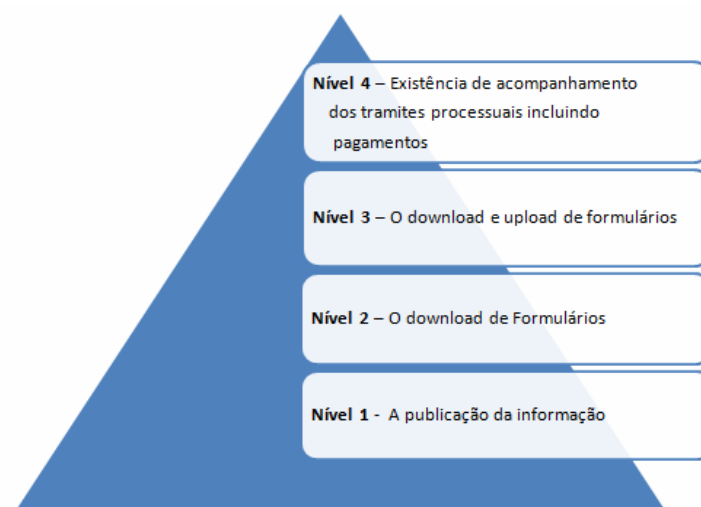 Nível 4 – Existência de acompanhamento
dos tramites processuais incluindo
pagamentos
Nível 3 – O download e upload de formulários
Nível 2 – O download de Formulários
Nível 1 - A publicação da informação